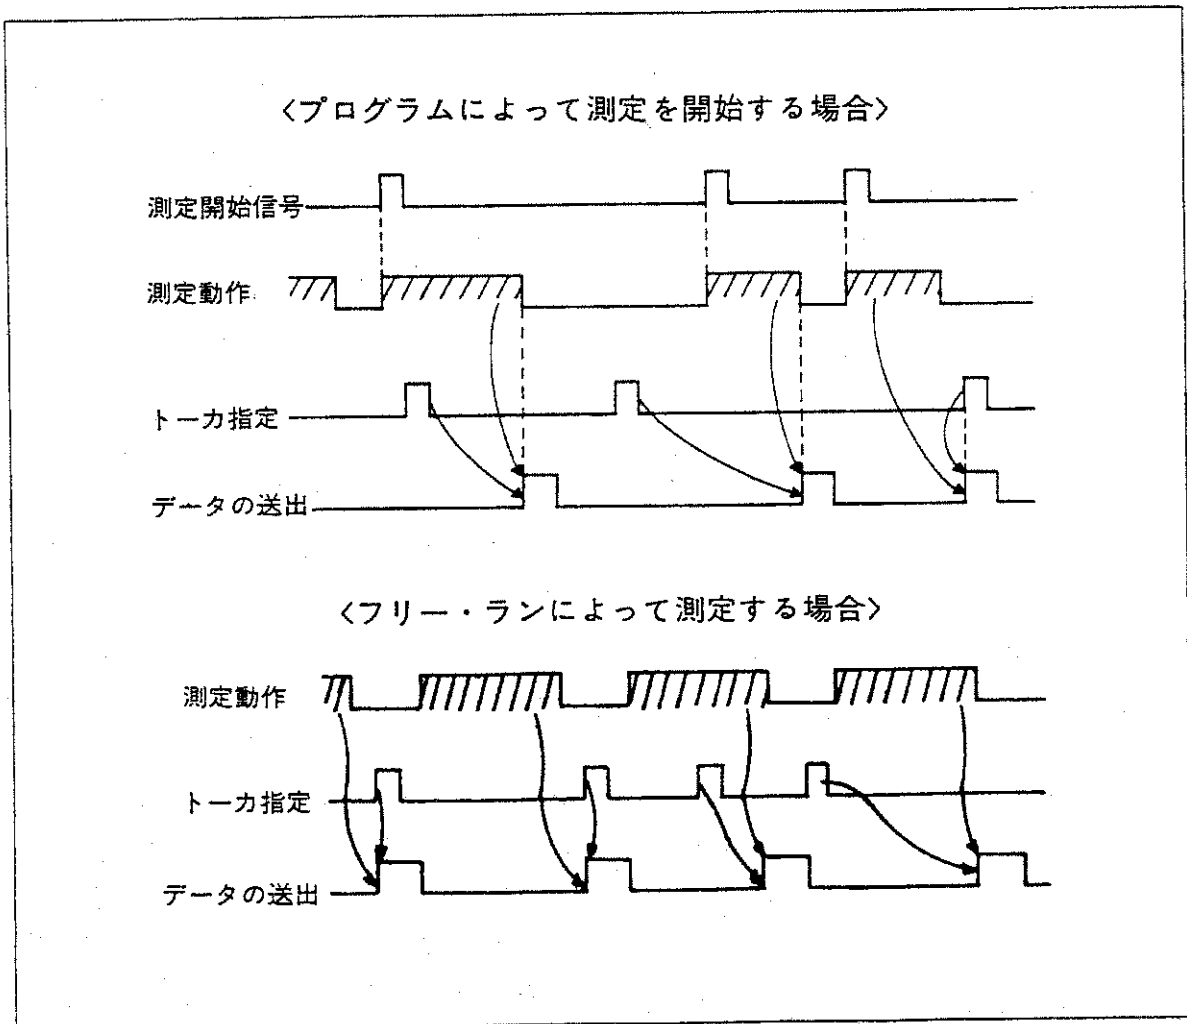 〈プログラムによって測定を開始する場合〉
測定開始信号
測定動作
トーカ指定
データの送出
〈フリー・ランによって測定する場合〉
測定動作
トーカ指定
データの送出